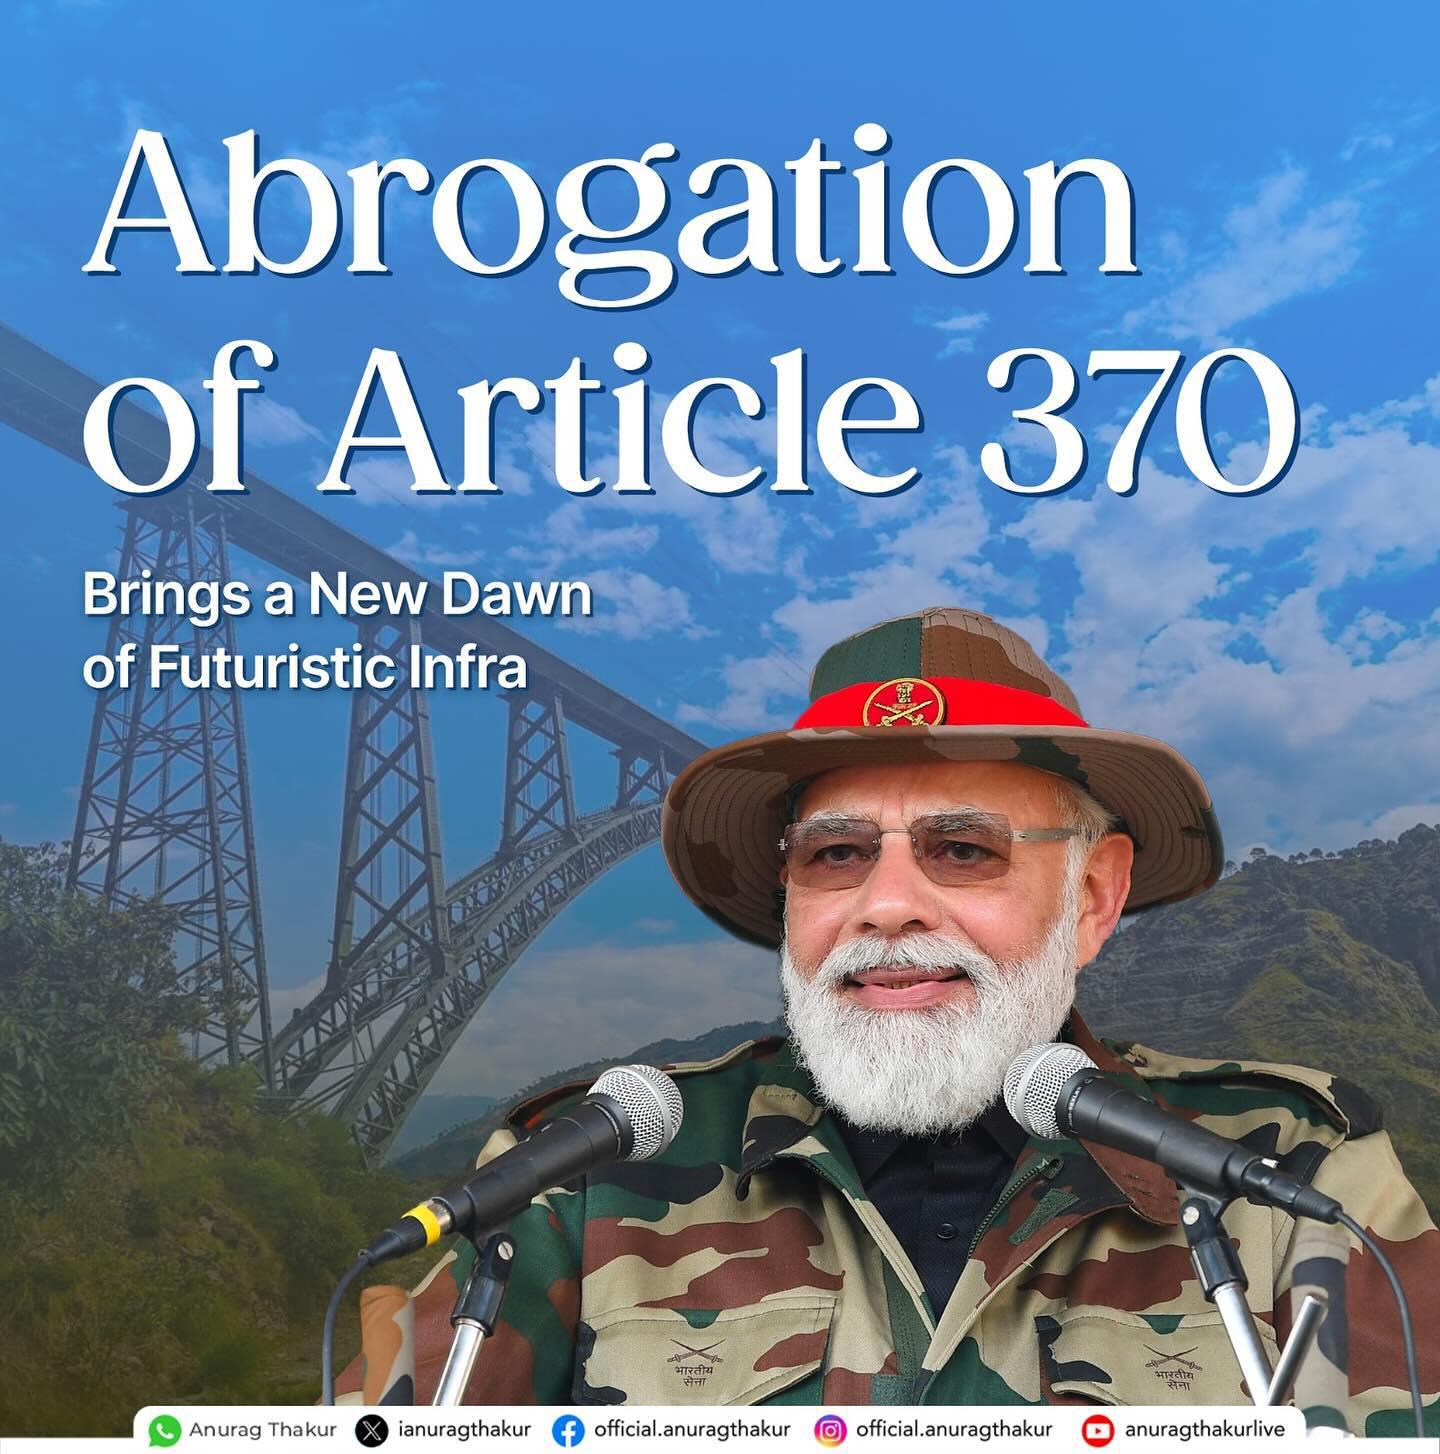 Abrogation
of Article 370
Brings a New Dawn
of Futuristic Infra
भारतीय
सेना
भारतीय
सेना
Anurag Thakur ianuragthakur official.anuragthakur official.anuragthakur anuragthakurlive